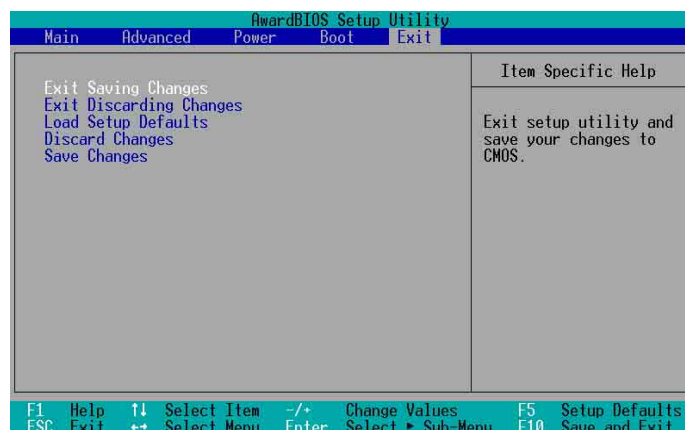 AwardBIOS Setup Utility
Main Advanced Power Boot Exit
Item Specific Help
Exit Saving Changes
Exit Discarding Changes
Load Setup Defaults
Discard Changes
Save Changes
Exit setup utility and
save your changes to
CMOS.
F1 Help ↑↓ Select Item -/+ Change Values F5 Setup Defaults
ESC Exit ←→ Select Menu Enter Select ▸ Sub-Menu F10 Save and Exit